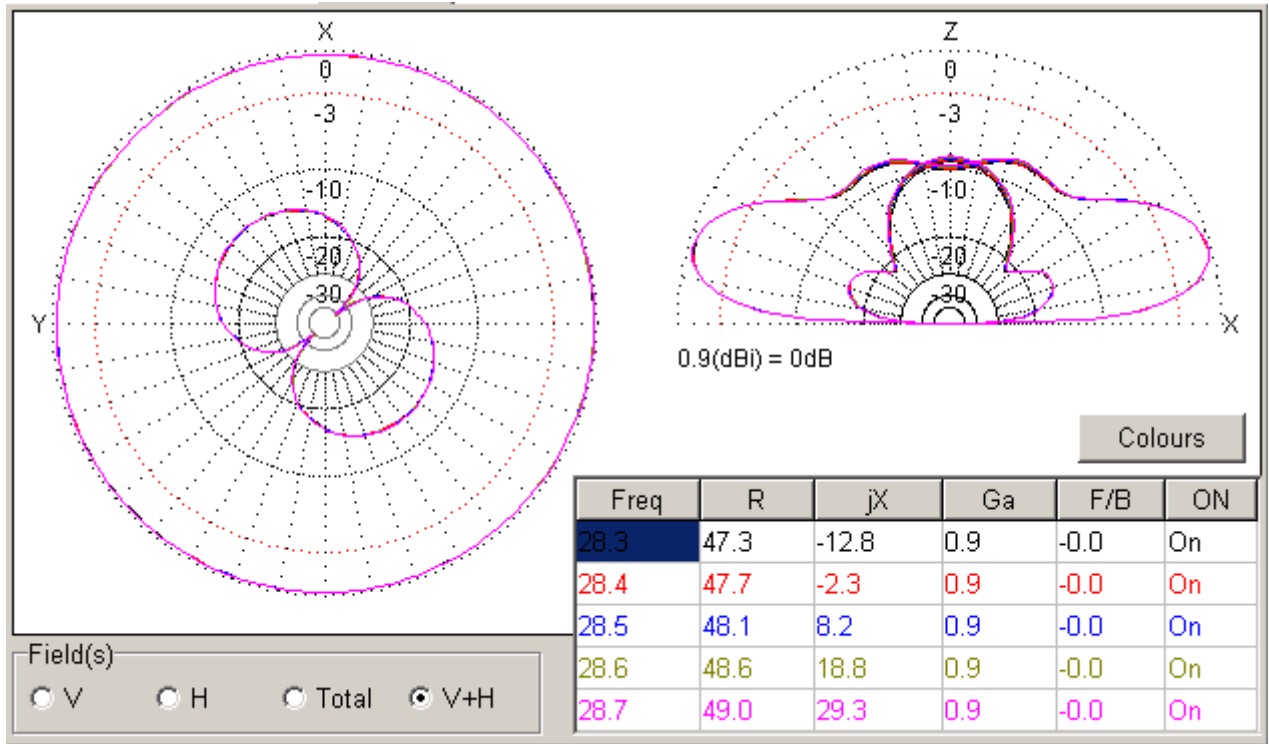 X
0
-3
-10
-20
-30
Y
Z
0
-3
-10
-20
-30
X
0.9(dBi) = 0dB
Colours
Freq R jX Ga F/B ON
28.3 47.3 -12.8 0.9 -0.0 On
28.4 47.7 -2.3 0.9 -0.0 On
28.5 48.1 8.2 0.9 -0.0 On
28.6 48.6 18.8 0.9 -0.0 On
28.7 49.0 29.3 0.9 -0.0 On
Field(s)
V H Total V+H